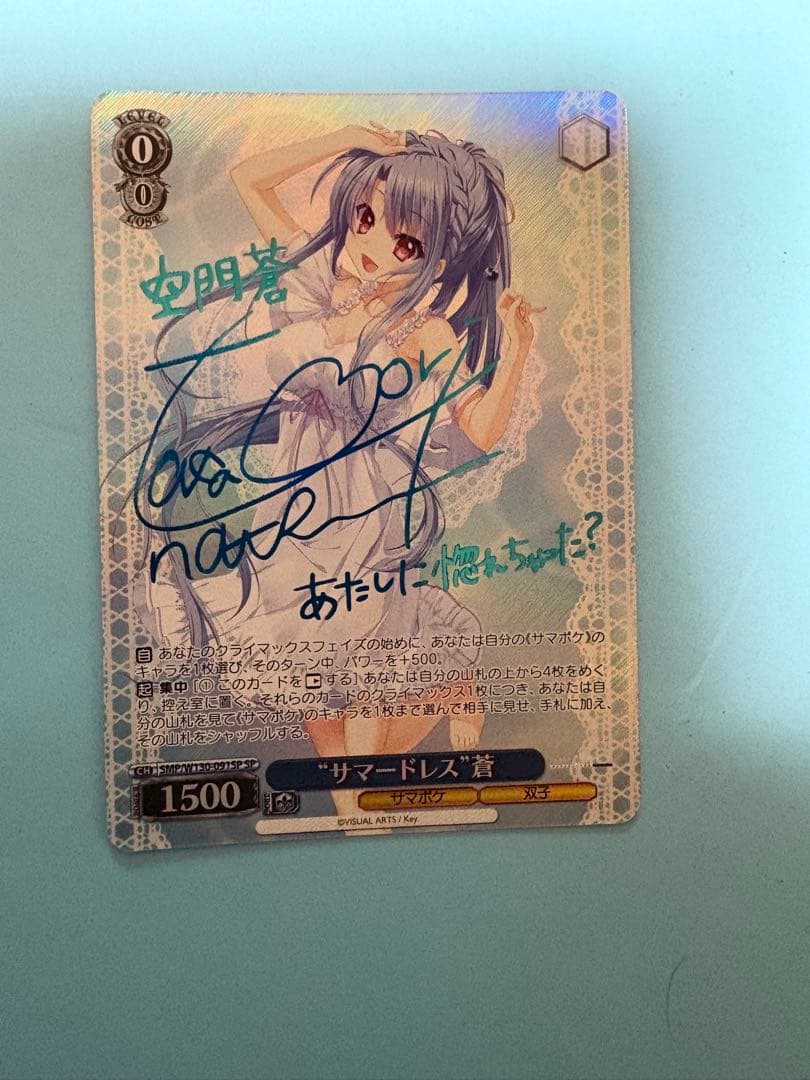 LEVEL
0
0
COST
空門蒼
あたしに惚れちゃった?
自 あなたのクライマックスフェイズの始めに、あなたは自分の《サマポケ》の
キャラを1枚選び、そのターン中、パワーを+500。
起 集中 [① このカードをする] あなたは自分の山札の上から4枚をめく
り、控え室に置く。それらのカードのクライマックス1枚につき、あなたは自
分の山札を見て《サマポケ》のキャラを1枚まで選んで相手に見せ、手札に加え、
その山札をシャッフルする。
CH SMP/W130-091SP SP
"サマードレス"蒼
1500
サマポケ 双子
©VISUAL ARTS / Key